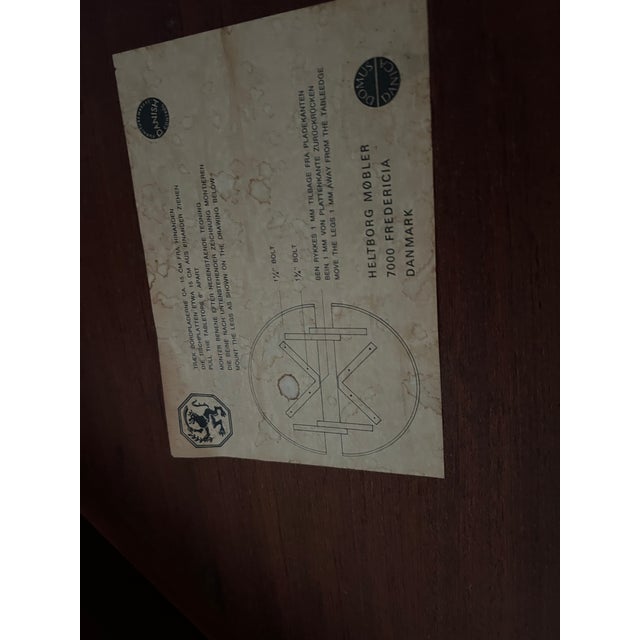 DANISH
DOMUS
DANICA
TRÆK BORDPLADERNE CA. 15 CM FRA HINANDEN
DIE TISCHPLATTEN ETWA 15 CM AUS EINANDER ZIEHEN
PULL THE TABLETOPS 6" APART
MONTER BENENE EFTER NEDENSTÅENDE TEGNING
DIE BEINE NACH UNTENSTEHENDER ZEICHNUNG MONTIEREN
MOUNT THE LEGS AS SHOWN ON THE DRAWING BELOW
1½" BOLT
1¾" BOLT
BEN RYKKES 1 MM TILBAGE FRA PLADEKANTEN
BEIN 1 MM VON PLATTENKANTE ZURÜCKRÜCKEN
MOVE THE LEGS 1 MM AWAY FROM THE TABLEEDGE
HELTBORG MØBLER
7000 FREDERICIA
DANMARK